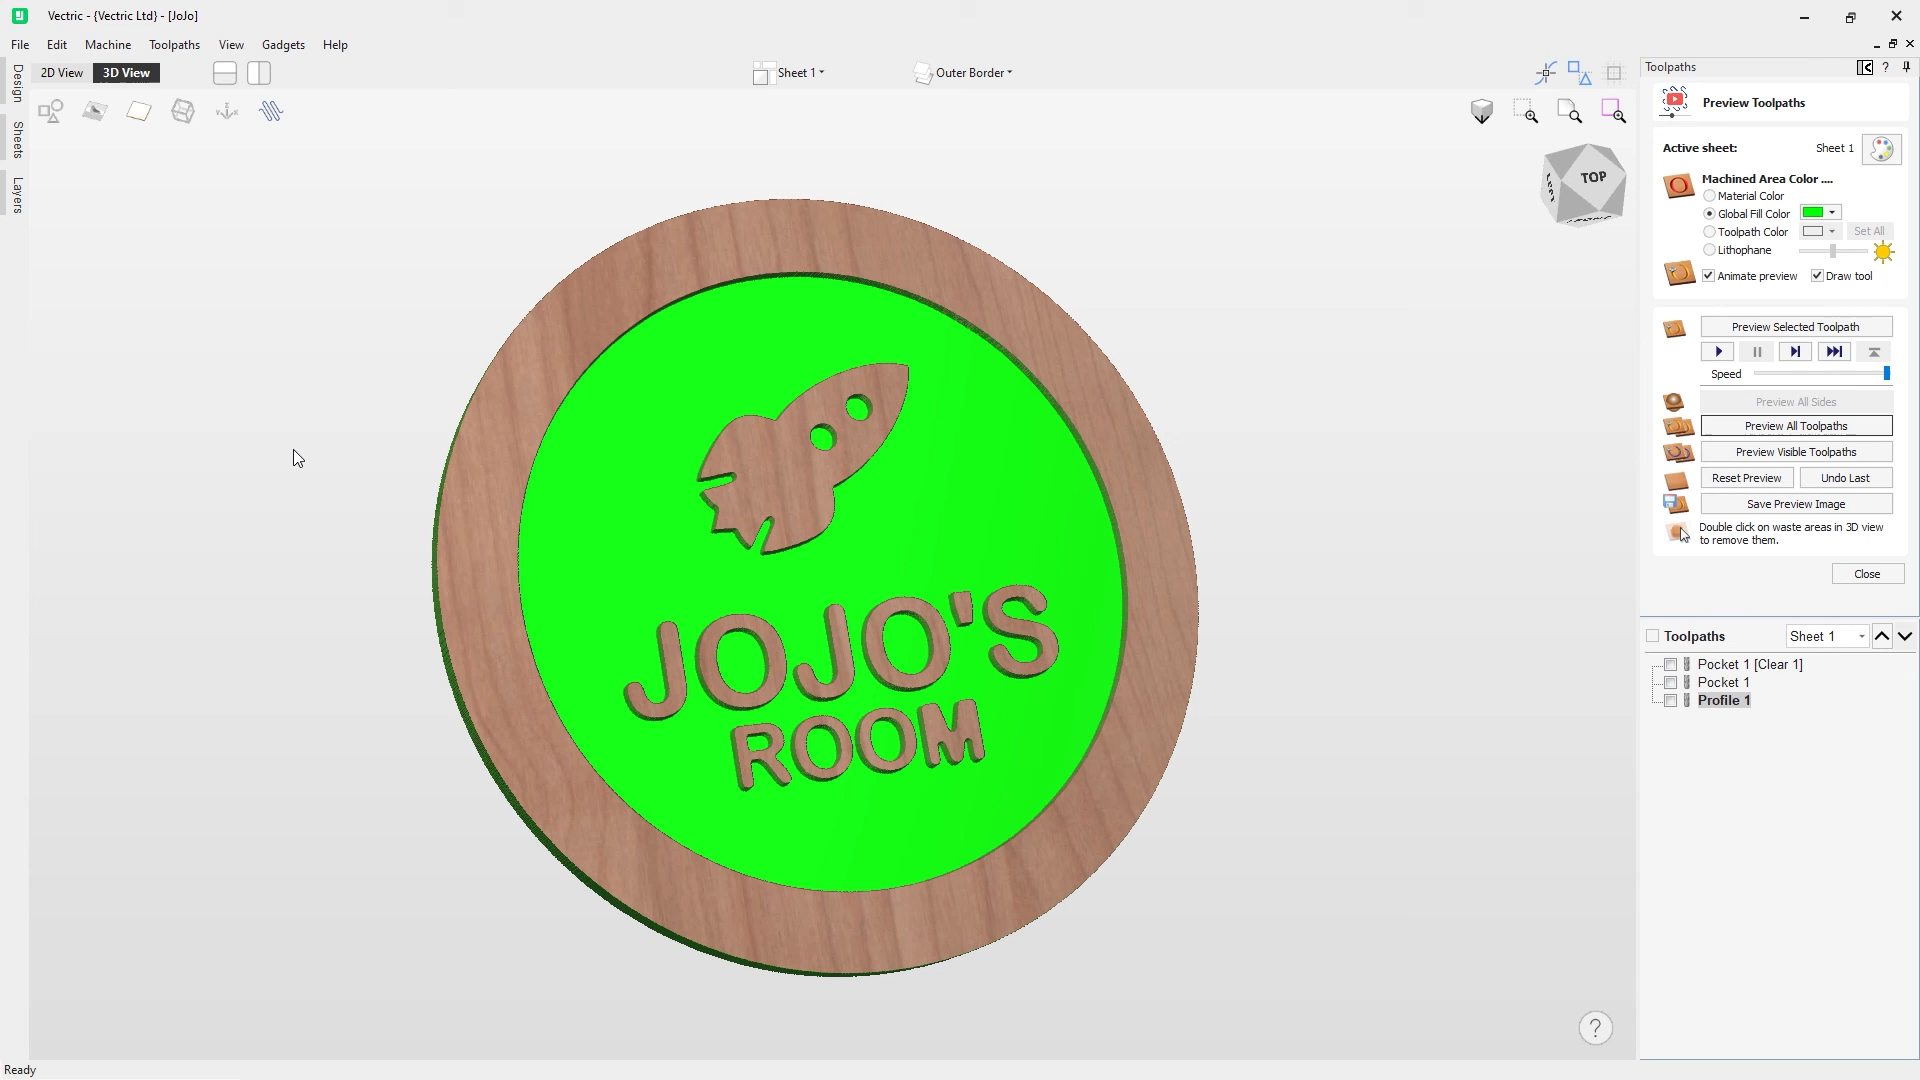 Vectric - {Vectric Ltd} - [JoJo]
File Edit Machine Toolpaths View Gadgets Help
2D View 3D View Sheet 1 Outer Border
Design
Sheets
Layers
TOP
LEFT
JOJO'S
ROOM
Toolpaths ?
Preview Toolpaths
Active sheet: Sheet 1
Machined Area Color ....
Material Color
Global Fill Color
Toolpath Color Set All
Lithophane
Animate preview Draw tool
Preview Selected Toolpath
Speed
Preview All Sides
Preview All Toolpaths
Preview Visible Toolpaths
Reset Preview Undo Last
Save Preview Image
Double click on waste areas in 3D view
to remove them.
Close
Toolpaths Sheet 1
Pocket 1 [Clear 1]
Pocket 1
Profile 1
?
Ready